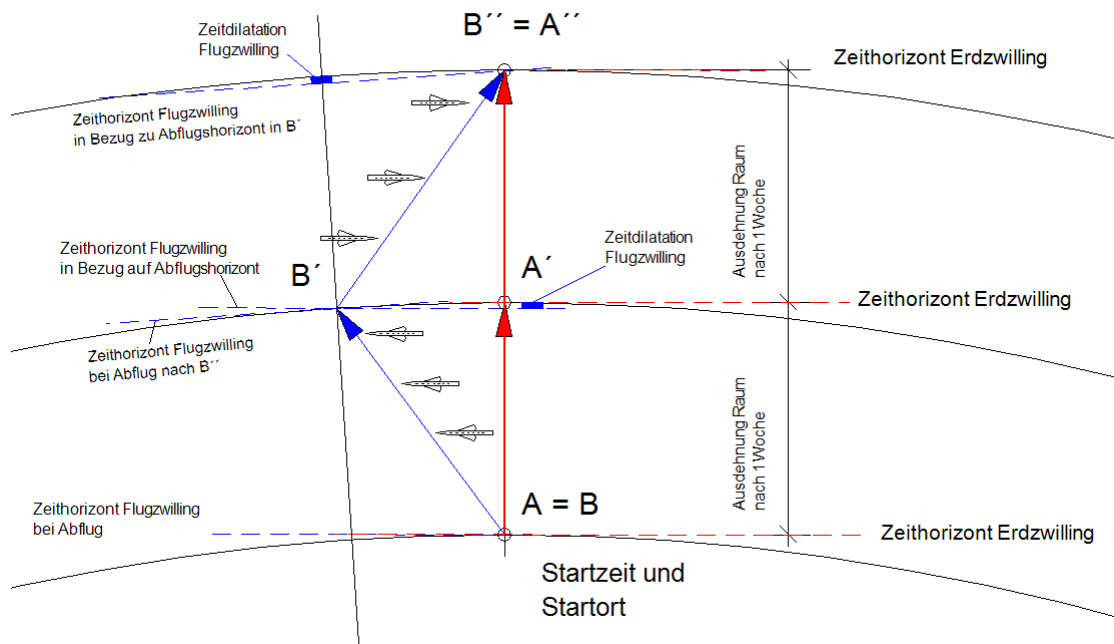 B´´ = A´´
Zeitdilatation
Flugzwilling
Zeithorizont Erdzwilling
Zeithorizont Flugzwilling
in Bezug zu Abflugshorizont in B´
Ausdehnung Raum
nach 1 Woche
Zeithorizont Flugzwilling
in Bezug auf Abflugshorizont
B´
A´
Zeitdilatation
Flugzwilling
Zeithorizont Erdzwilling
Zeithorizont Flugzwilling
bei Abflug nach B´´
Ausdehnung Raum
nach 1 Woche
Zeithorizont Flugzwilling
bei Abflug
A = B
Zeithorizont Erdzwilling
Startzeit und
Startort